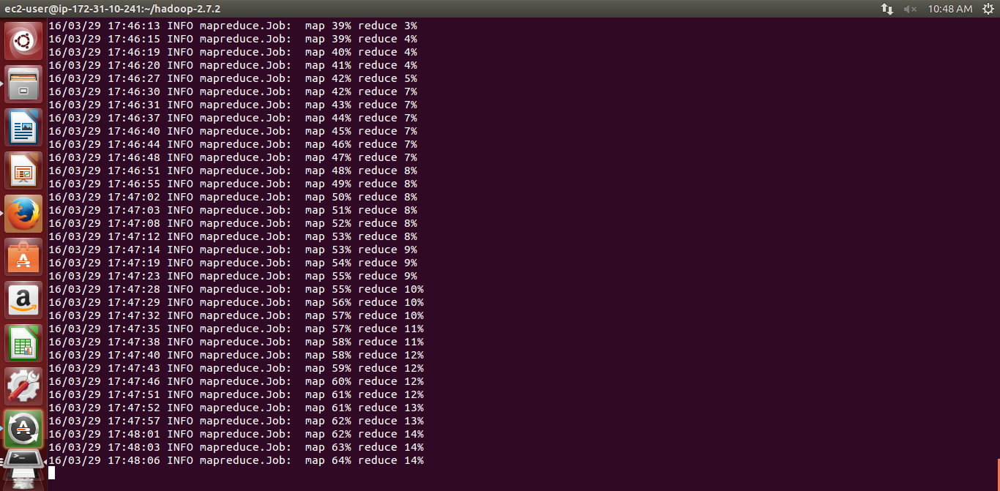 ec2-user@ip-172-31-10-241:~/hadoop-2.7.2
10:48 AM
16/03/29 17:46:13 INFO mapreduce.Job:  map 39% reduce 3%
16/03/29 17:46:15 INFO mapreduce.Job:  map 39% reduce 4%
16/03/29 17:46:19 INFO mapreduce.Job:  map 40% reduce 4%
16/03/29 17:46:20 INFO mapreduce.Job:  map 41% reduce 4%
16/03/29 17:46:27 INFO mapreduce.Job:  map 42% reduce 5%
16/03/29 17:46:30 INFO mapreduce.Job:  map 42% reduce 7%
16/03/29 17:46:31 INFO mapreduce.Job:  map 43% reduce 7%
16/03/29 17:46:37 INFO mapreduce.Job:  map 44% reduce 7%
16/03/29 17:46:40 INFO mapreduce.Job:  map 45% reduce 7%
16/03/29 17:46:44 INFO mapreduce.Job:  map 46% reduce 7%
16/03/29 17:46:48 INFO mapreduce.Job:  map 47% reduce 7%
16/03/29 17:46:51 INFO mapreduce.Job:  map 48% reduce 8%
16/03/29 17:46:55 INFO mapreduce.Job:  map 49% reduce 8%
16/03/29 17:47:02 INFO mapreduce.Job:  map 50% reduce 8%
16/03/29 17:47:03 INFO mapreduce.Job:  map 51% reduce 8%
16/03/29 17:47:08 INFO mapreduce.Job:  map 52% reduce 8%
16/03/29 17:47:12 INFO mapreduce.Job:  map 53% reduce 8%
16/03/29 17:47:14 INFO mapreduce.Job:  map 53% reduce 9%
16/03/29 17:47:19 INFO mapreduce.Job:  map 54% reduce 9%
16/03/29 17:47:23 INFO mapreduce.Job:  map 55% reduce 9%
16/03/29 17:47:28 INFO mapreduce.Job:  map 55% reduce 10%
16/03/29 17:47:29 INFO mapreduce.Job:  map 56% reduce 10%
16/03/29 17:47:32 INFO mapreduce.Job:  map 57% reduce 10%
16/03/29 17:47:35 INFO mapreduce.Job:  map 57% reduce 11%
16/03/29 17:47:38 INFO mapreduce.Job:  map 58% reduce 11%
16/03/29 17:47:40 INFO mapreduce.Job:  map 58% reduce 12%
16/03/29 17:47:43 INFO mapreduce.Job:  map 59% reduce 12%
16/03/29 17:47:46 INFO mapreduce.Job:  map 60% reduce 12%
16/03/29 17:47:51 INFO mapreduce.Job:  map 61% reduce 12%
16/03/29 17:47:52 INFO mapreduce.Job:  map 61% reduce 13%
16/03/29 17:47:57 INFO mapreduce.Job:  map 62% reduce 13%
16/03/29 17:48:01 INFO mapreduce.Job:  map 62% reduce 14%
16/03/29 17:48:03 INFO mapreduce.Job:  map 63% reduce 14%
16/03/29 17:48:06 INFO mapreduce.Job:  map 64% reduce 14%